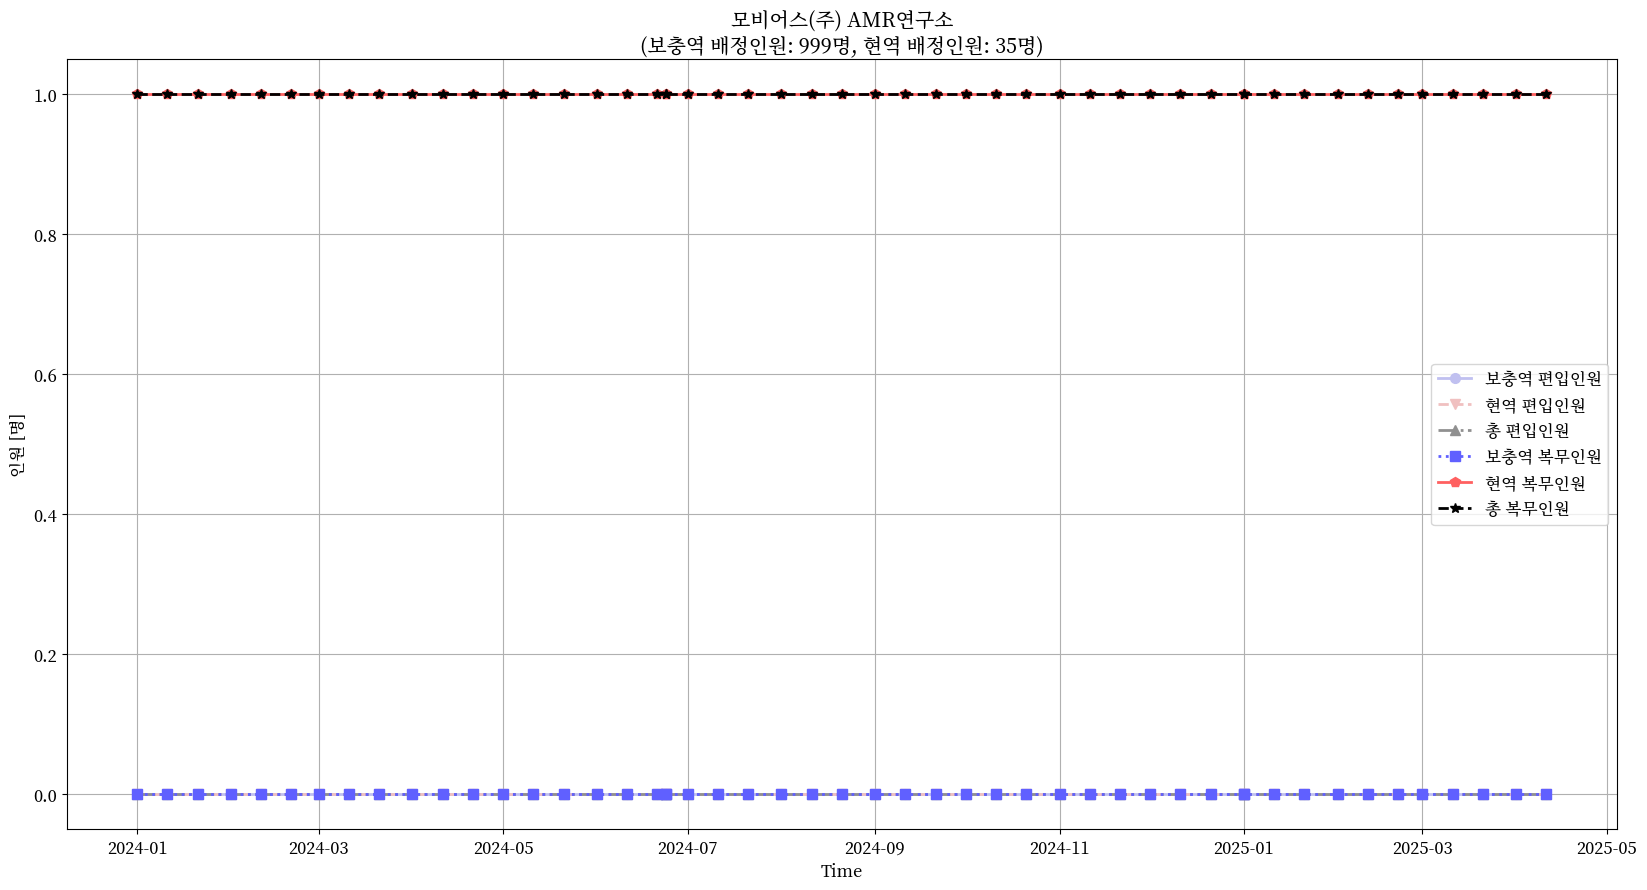 모비어스(주) AMR연구소
(보충역 배정인원: 999명, 현역 배정인원: 35명)
1.0
0.8
0.6
0.4
0.2
0.0
인원 [명]
보충역 편입인원
현역 편입인원
총 편입인원
보충역 복무인원
현역 복무인원
총 복무인원
2024-01 2024-03 2024-05 2024-07 2024-09 2024-11 2025-01 2025-03 2025-05
Time